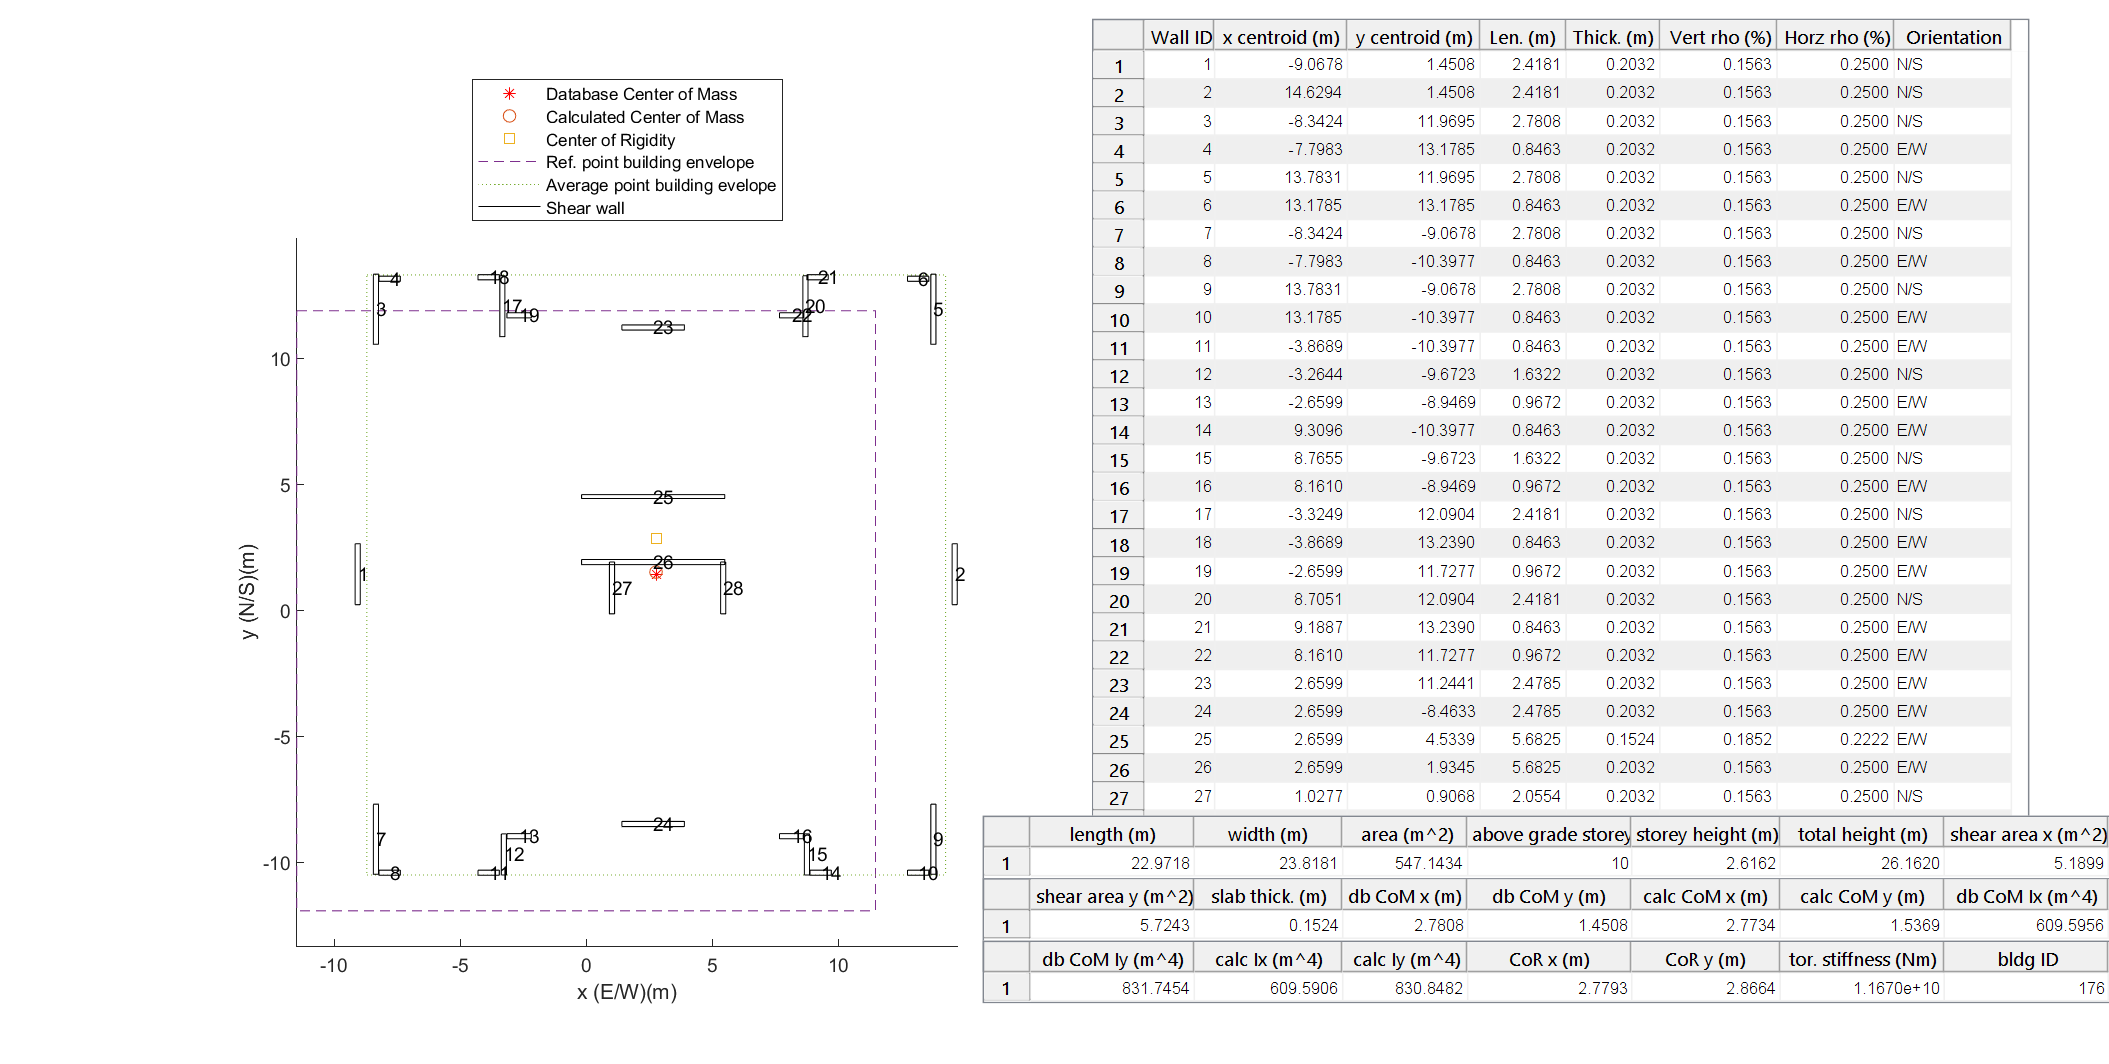 Database Center of Mass
Calculated Center of Mass
Center of Rigidity
Ref. point building envelope
Average point building evelope
Shear wall
y (N/S)(m)
10
5
0
-5
-10
-10
-5
0
5
10
x (E/W)(m)
4
18
21
6
3
17
19
20
22
23
5
25
26
1
27
28
2
7
13
24
16
9
12
15
8
11
14
10
Wall ID x centroid (m) y centroid (m) Len. (m) Thick. (m) Vert rho (%) Horz rho (%) Orientation
1 1 -9.0678 1.4508 2.4181 0.2032 0.1563 0.2500 N/S
2 2 14.6294 1.4508 2.4181 0.2032 0.1563 0.2500 N/S
3 3 -8.3424 11.9695 2.7808 0.2032 0.1563 0.2500 N/S
4 4 -7.7983 13.1785 0.8463 0.2032 0.1563 0.2500 E/W
5 5 13.7831 11.9695 2.7808 0.2032 0.1563 0.2500 N/S
6 6 13.1785 13.1785 0.8463 0.2032 0.1563 0.2500 E/W
7 7 -8.3424 -9.0678 2.7808 0.2032 0.1563 0.2500 N/S
8 8 -7.7983 -10.3977 0.8463 0.2032 0.1563 0.2500 E/W
9 9 13.7831 -9.0678 2.7808 0.2032 0.1563 0.2500 N/S
10 10 13.1785 -10.3977 0.8463 0.2032 0.1563 0.2500 E/W
11 11 -3.8689 -10.3977 0.8463 0.2032 0.1563 0.2500 E/W
12 12 -3.2644 -9.6723 1.6322 0.2032 0.1563 0.2500 N/S
13 13 -2.6599 -8.9469 0.9672 0.2032 0.1563 0.2500 E/W
14 14 9.3096 -10.3977 0.8463 0.2032 0.1563 0.2500 E/W
15 15 8.7655 -9.6723 1.6322 0.2032 0.1563 0.2500 N/S
16 16 8.1610 -8.9469 0.9672 0.2032 0.1563 0.2500 E/W
17 17 -3.3249 12.0904 2.4181 0.2032 0.1563 0.2500 N/S
18 18 -3.8689 13.2390 0.8463 0.2032 0.1563 0.2500 E/W
19 19 -2.6599 11.7277 0.9672 0.2032 0.1563 0.2500 E/W
20 20 8.7051 12.0904 2.4181 0.2032 0.1563 0.2500 N/S
21 21 9.1887 13.2390 0.8463 0.2032 0.1563 0.2500 E/W
22 22 8.1610 11.7277 0.9672 0.2032 0.1563 0.2500 E/W
23 23 2.6599 11.2441 2.4785 0.2032 0.1563 0.2500 E/W
24 24 2.6599 -8.4633 2.4785 0.2032 0.1563 0.2500 E/W
25 25 2.6599 4.5339 5.6825 0.1524 0.1852 0.2222 E/W
26 26 2.6599 1.9345 5.6825 0.2032 0.1563 0.2500 E/W
27 27 1.0277 0.9068 2.0554 0.2032 0.1563 0.2500 N/S
length (m) width (m) area (m^2) above grade storey storey height (m) total height (m) shear area x (m^2)
1 22.9718 23.8181 547.1434 10 2.6162 26.1620 5.1899
shear area y (m^2) slab thick. (m) db CoM x (m) db CoM y (m) calc CoM x (m) calc CoM y (m) db CoM Ix (m^4)
1 5.7243 0.1524 2.7808 1.4508 2.7734 1.5369 609.5956
db CoM Iy (m^4) calc Ix (m^4) calc Iy (m^4) CoR x (m) CoR y (m) tor. stiffness (Nm) bldg ID
1 831.7454 609.5906 830.8482 2.7793 2.8664 1.1670e+10 176